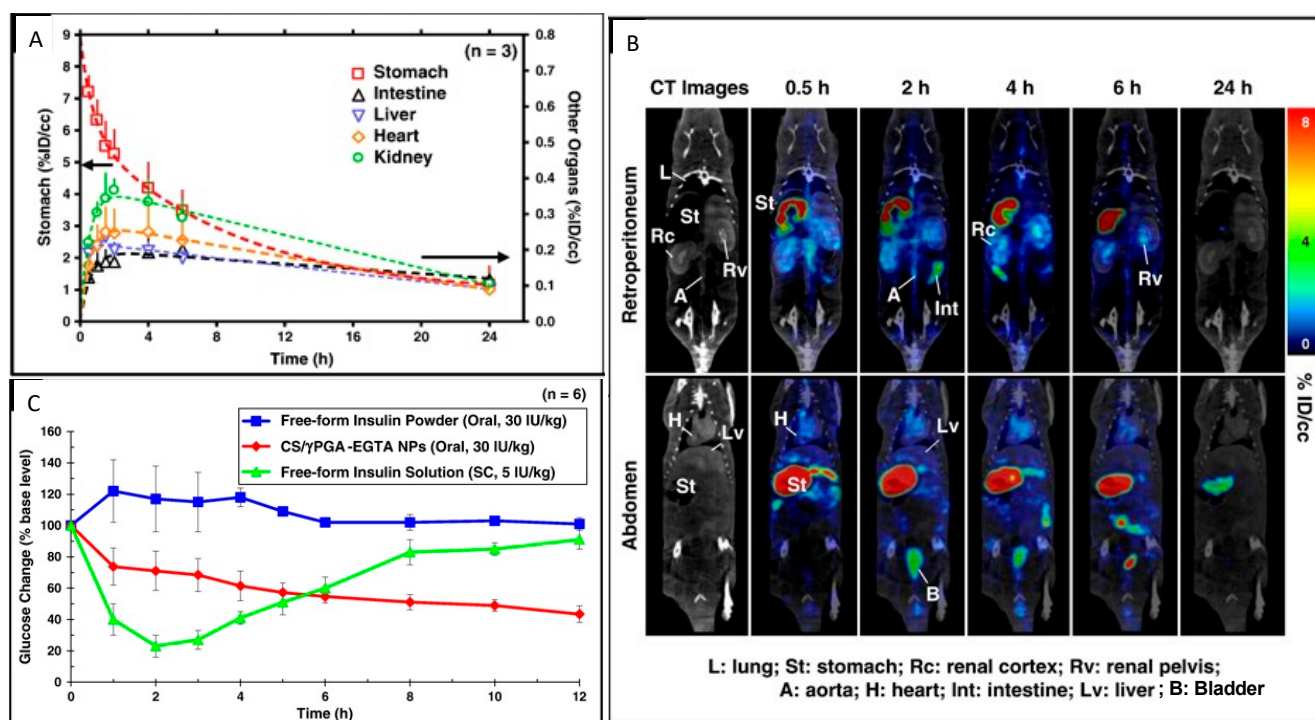 A
(n = 3)
Stomach
Intestine
Liver
Heart
Kidney
Stomach (%ID/cc)
9
8
7
6
5
4
3
2
1
0
Other Organs (%ID/cc)
0.8
0.7
0.6
0.5
0.4
0.3
0.2
0.1
0.0
0 4 8 12 16 20 24
Time (h)
B
CT Images 0.5 h 2 h 4 h 6 h 24 h
Retroperitoneum
L
St
Rc
A
Rv
St
A
Int
Rc
Rv
8
4
0
% ID/cc
Abdomen
H
Lv
St
H
St
Lv
B
L: lung; St: stomach; Rc: renal cortex; Rv: renal pelvis;
A: aorta; H: heart; Int: intestine; Lv: liver ; B: Bladder
C
(n = 6)
Free-form Insulin Powder (Oral, 30 IU/kg)
CS/γPGA-EGTA NPs (Oral, 30 IU/kg)
Free-form Insulin Solution (SC, 5 IU/kg)
Glucose Change (% base level)
160
140
120
100
80
60
40
20
0
0 2 4 6 8 10 12
Time (h)